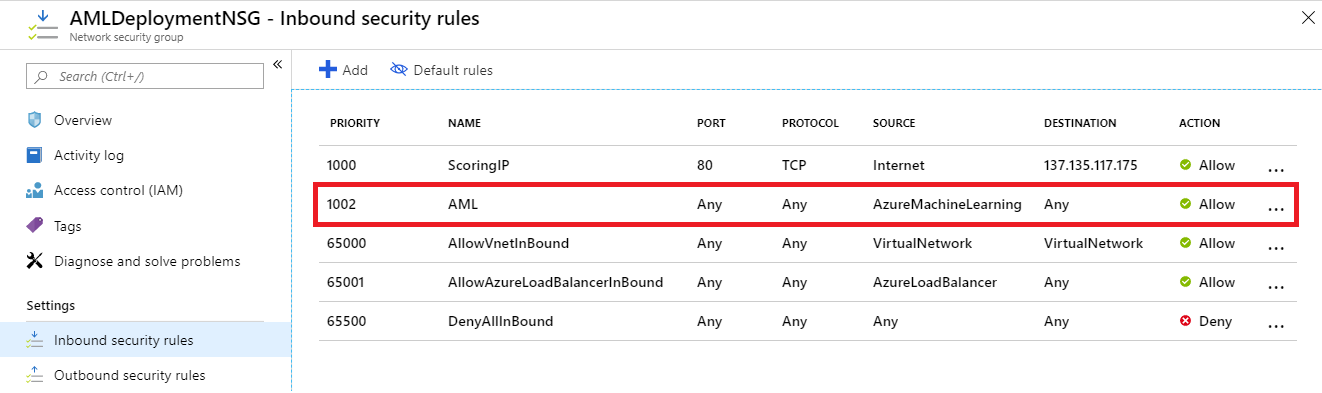 AMLDeploymentNSG - Inbound security rules
Network security group
Search (Ctrl+/)
Overview
Activity log
Access control (IAM)
Tags
Diagnose and solve problems
Settings
Inbound security rules
Outbound security rules
Add Default rules
PRIORITY NAME PORT PROTOCOL SOURCE DESTINATION ACTION
1000 ScoringIP 80 TCP Internet 137.135.117.175 Allow ...
1002 AML Any Any AzureMachineLearning Any Allow ...
65000 AllowVnetInBound Any Any VirtualNetwork VirtualNetwork Allow ...
65001 AllowAzureLoadBalancerInBound Any Any AzureLoadBalancer Any Allow ...
65500 DenyAllInBound Any Any Any Any Deny ...